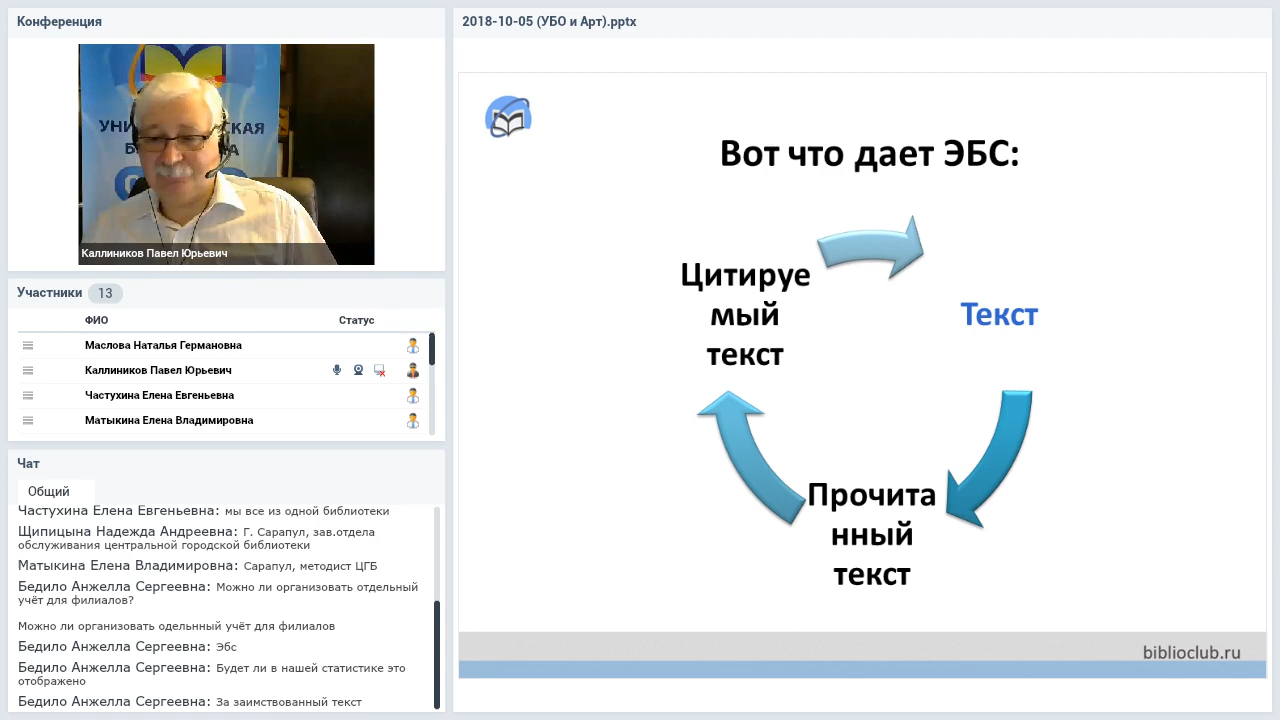 Конференция
Каллиников Павел Юрьевич
Участники 13
ФИО Статус
Маслова Наталья Германовна
Каллиников Павел Юрьевич
Частухина Елена Евгеньевна
Матыкина Елена Владимировна
Чат
Общий
Частухина Елена Евгеньевна: мы все из одной библиотеки
Щипицына Надежда Андреевна: Г. Сарапул, зав.отдела
обслуживания центральной городской библиотеки
Матыкина Елена Владимировна: Сарапул, методист ЦГБ
Бедило Анжелла Сергеевна: Можно ли организовать отдельный
учёт для филиалов?
Можно ли организовать одельнный учёт для филиалов
Бедило Анжелла Сергеевна: Эбс
Бедило Анжелла Сергеевна: Будет ли в нашей статистике это
отображено
Бедило Анжелла Сергеевна: За заимствованный текст
2018-10-05 (УБО и Арт).pptx
Вот что дает ЭБС:
Цитируе
мый
текст
Текст
Прочита
нный
текст
biblioclub.ru